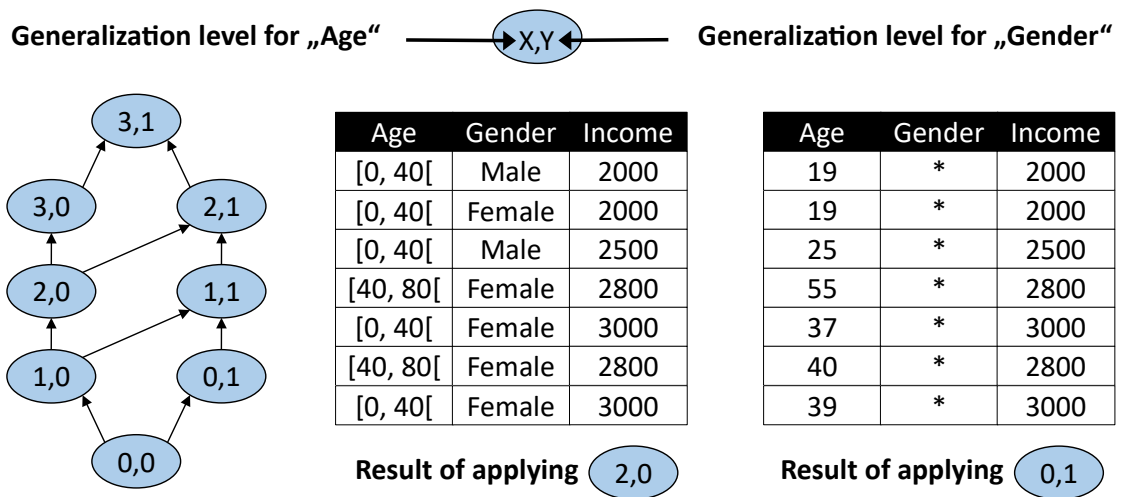 Generalization level for „Age“ X,Y Generalization level for „Gender“
3,1
3,0 2,1
2,0 1,1
1,0 0,1
0,0
Age Gender Income
[0, 40[ Male 2000
[0, 40[ Female 2000
[0, 40[ Male 2500
[40, 80[ Female 2800
[0, 40[ Female 3000
[40, 80[ Female 2800
[0, 40[ Female 3000
Result of applying 2,0
Age Gender Income
19 * 2000
19 * 2000
25 * 2500
55 * 2800
37 * 3000
40 * 2800
39 * 3000
Result of applying 0,1